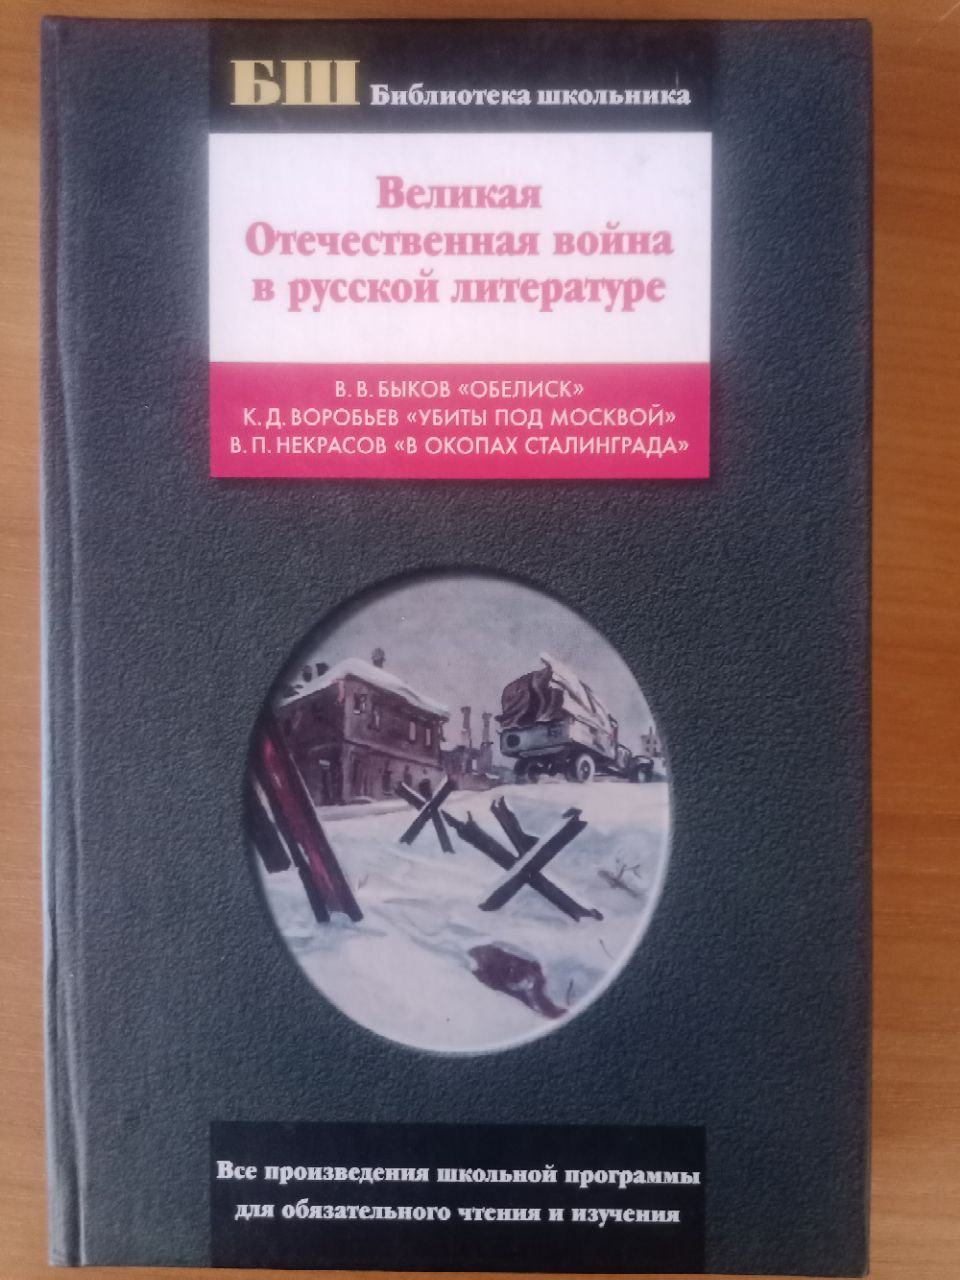 БШ Библиотека школьника
Великая
Отечественная война
в русской литературе
В. В. БЫКОВ «ОБЕЛИСК»
К. Д. ВОРОБЬЕВ «УБИТЫ ПОД МОСКВОЙ»
В. П. НЕКРАСОВ «В ОКОПАХ СТАЛИНГРАДА»
Все произведения школьной программы
для обязательного чтения и изучения